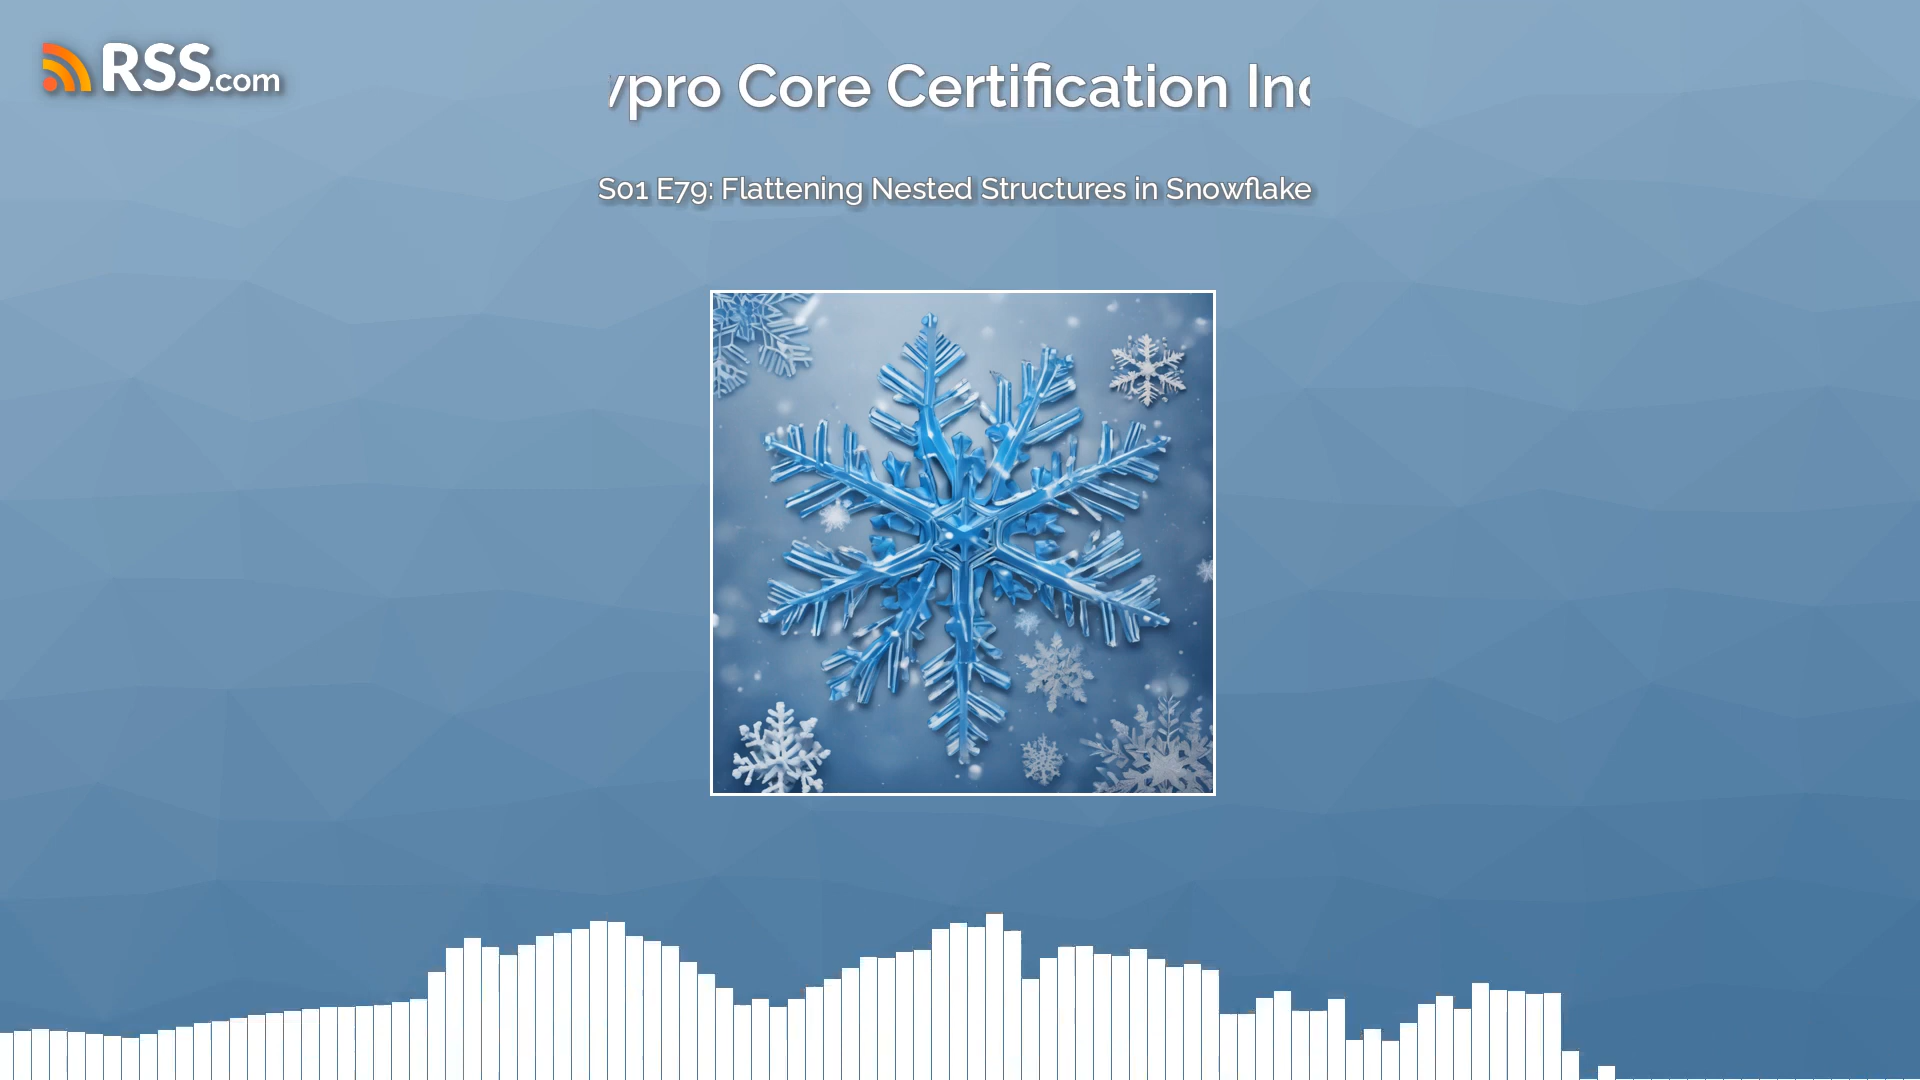 RSS.com
pro Core Certification
S01 E79: Flattening Nested Structures in Snowflake